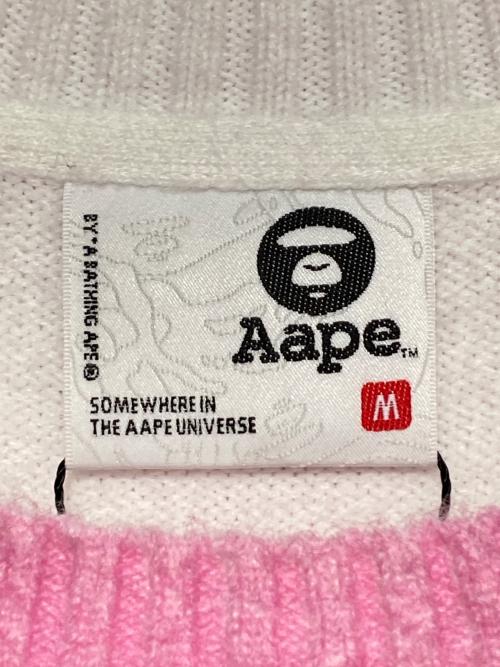 BY*A BATHING APE®
Aape™
M
SOMEWHERE IN
THE AAPE UNIVERSE